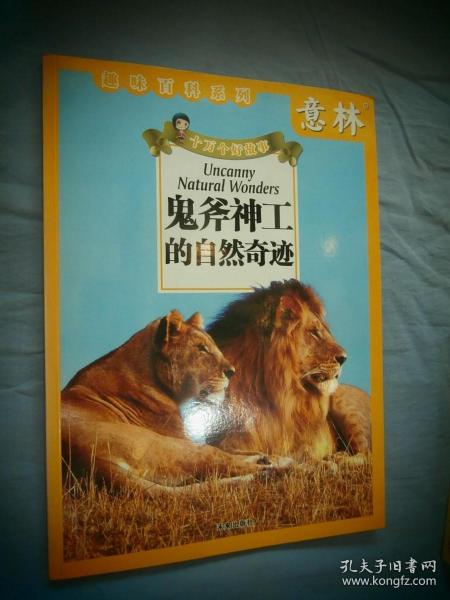 趣味百科系列
意林
十万个好故事
Uncanny
Natural Wonders
鬼斧神工
的自然奇迹
孔夫子旧书网
www.kongfz.com